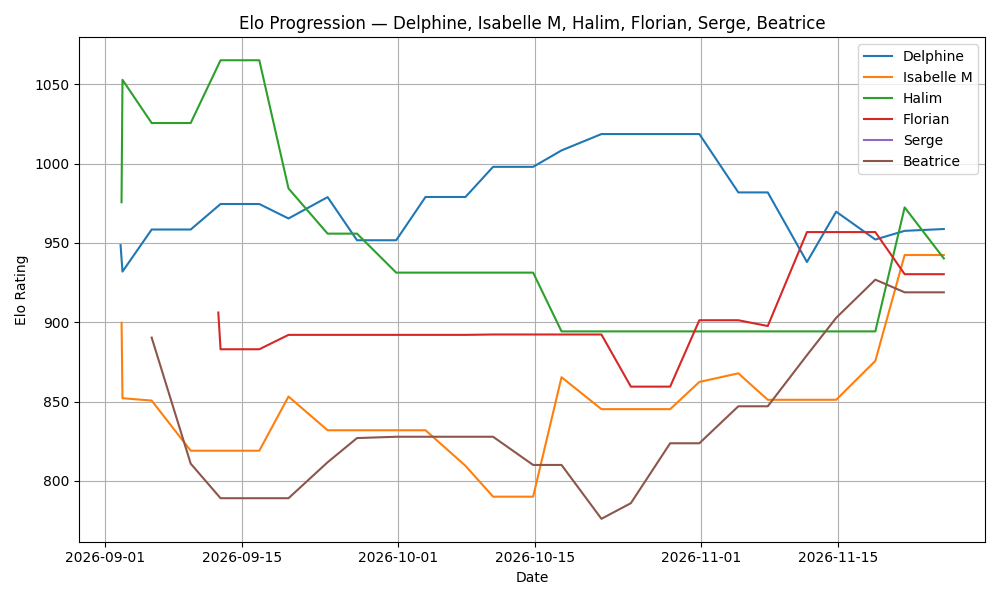 Elo Progression — Delphine, Isabelle M, Halim, Florian, Serge, Beatrice
Delphine
Isabelle M
Halim
Florian
Serge
Beatrice
1050
1000
950
900
850
800
Elo Rating
2026-09-01
2026-09-15
2026-10-01
2026-10-15
2026-11-01
2026-11-15
Date